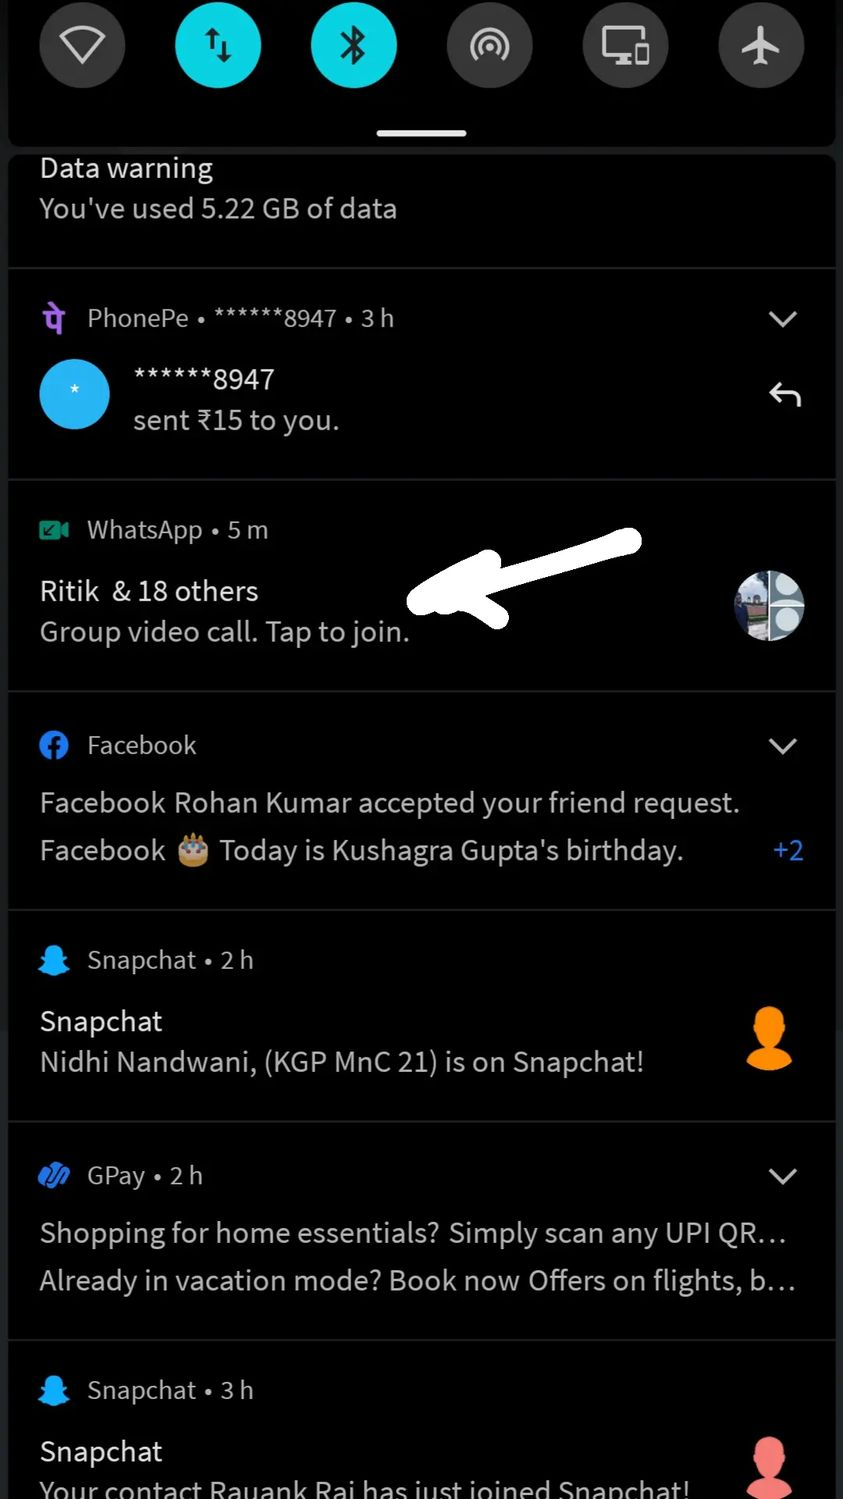 Data warning
You've used 5.22 GB of data
पे PhonePe • ******8947 • 3 h
* ******8947
sent ₹15 to you.
WhatsApp • 5 m
Ritik & 18 others
Group video call. Tap to join.
Facebook
Facebook Rohan Kumar accepted your friend request.
Facebook 🎂 Today is Kushagra Gupta's birthday. +2
Snapchat • 2 h
Snapchat
Nidhi Nandwani, (KGP MnC 21) is on Snapchat!
GPay • 2 h
Shopping for home essentials? Simply scan any UPI QR...
Already in vacation mode? Book now Offers on flights, b...
Snapchat • 3 h
Snapchat
Your contact Rauank Raj has just joined Snapchat!